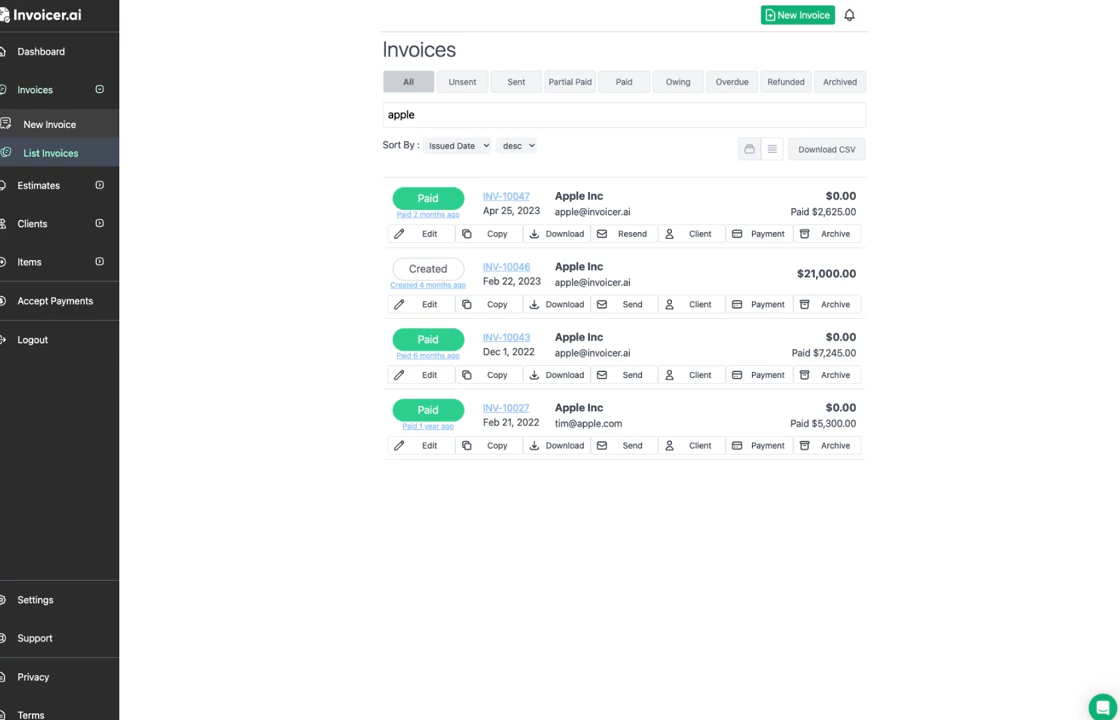 Invoicer.ai
New Invoice
Dashboard
Invoices
New Invoice
List Invoices
Estimates
Clients
Items
Accept Payments
Logout
Settings
Support
Privacy
Terms
Invoices
All Unsent Sent Partial Paid Paid Owing Overdue Refunded Archived
apple
Sort By : Issued Date desc Download CSV
Paid INV-10047 Apple Inc $0.00
Paid 2 months ago Apr 25, 2023 apple@invoicer.ai Paid $2,625.00
Edit Copy Download Resend Client Payment Archive
Created INV-10046 Apple Inc $21,000.00
Created 4 months ago Feb 22, 2023 apple@invoicer.ai
Edit Copy Download Send Client Payment Archive
Paid INV-10043 Apple Inc $0.00
Paid 6 months ago Dec 1, 2022 apple@invoicer.ai Paid $7,245.00
Edit Copy Download Send Client Payment Archive
Paid INV-10027 Apple Inc $0.00
Paid 1 year ago Feb 21, 2022 tim@apple.com Paid $5,300.00
Edit Copy Download Send Client Payment Archive